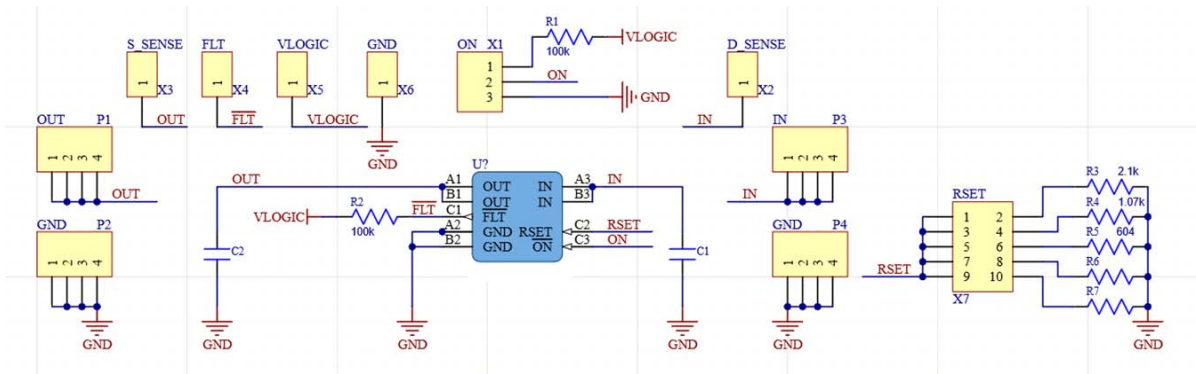 R1
VLOGIC
100k
S_SENSE
FLT
VLOGIC
GND
ON X1
D_SENSE
1
1
1
1
1
2
3
1
X3
X4
X5
X6
X2
ON
GND
OUT
FLT
VLOGIC
IN
GND
OUT P1
1 2 3 4
OUT
GND P2
1 2 3 4
GND
OUT
C2
GND
VLOGIC
R2
100k
FLT
GND
U?
A1 OUT IN A3
B1 OUT IN B3
C1 FLT
A2 GND RSET C2
B2 GND ON C3
IN
RSET
ON
C1
GND
IN P3
1 2 3 4
IN
GND P4
1 2 3 4
GND
RSET
RSET
1 2
3 4
5 6
7 8
9 10
X7
R3 2.1k
R4 1.07k
R5 604
R6
R7
GND